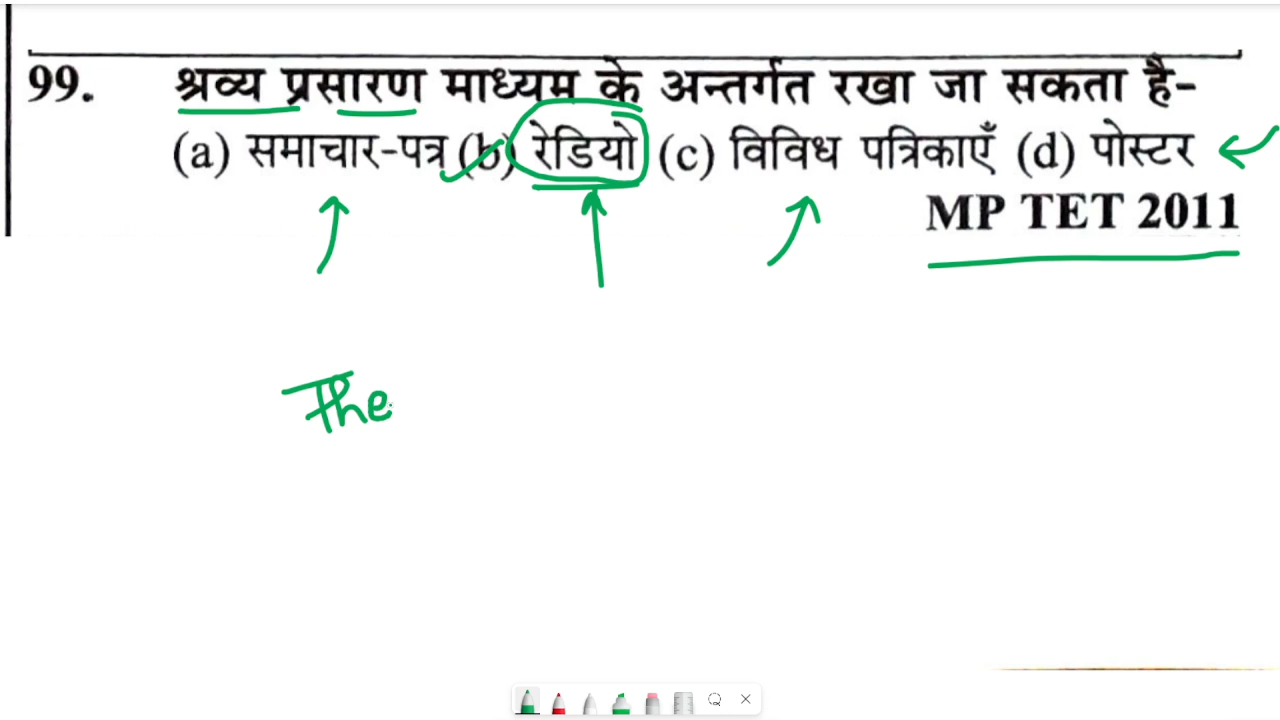 99. श्रव्य प्रसारण माध्यम के अन्तर्गत रखा जा सकता है-
(a) समाचार-पत्र (b) रेडियो (c) विविध पत्रिकाएँ (d) पोस्टर
MP TET 2011
The